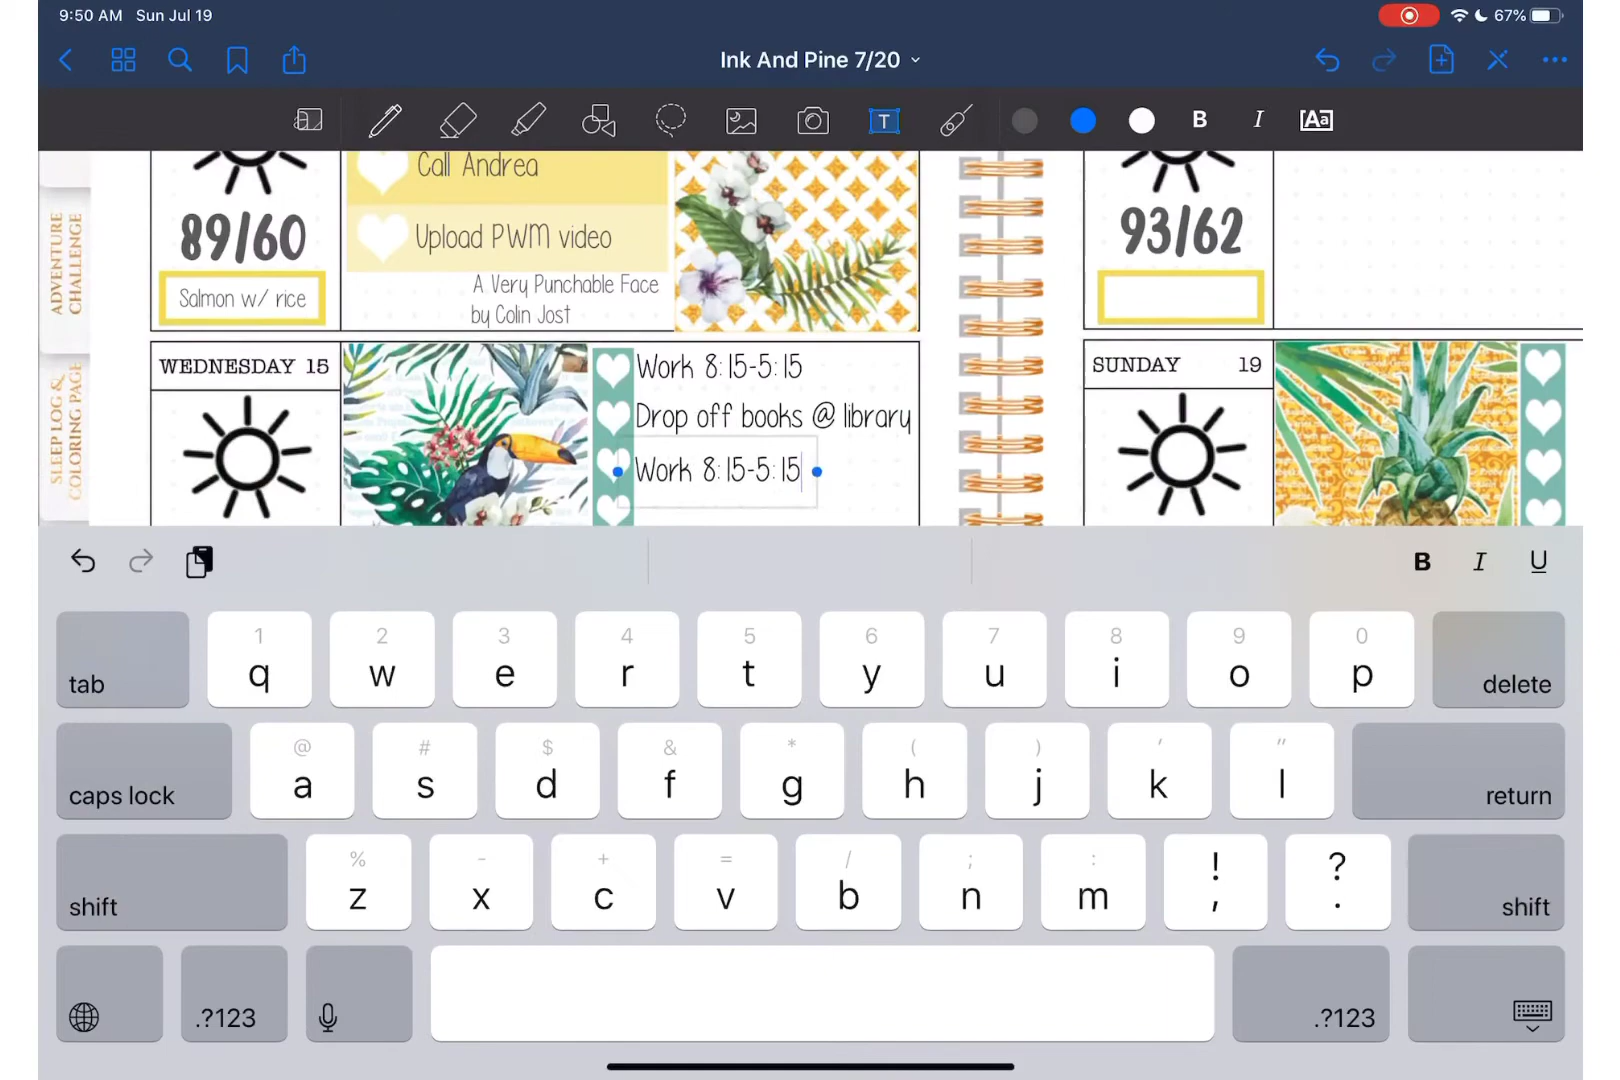 9:50 AM Sun Jul 19
67%
Ink And Pine 7/20
T
B I Aa
ADVENTURE
CHALLENGE
SLEEP LOG &
COLORING PAGE
89/60
Salmon w/ rice
Call Andrea
Upload PWM video
A Very Punchable Face
by Colin Jost
93/62
WEDNESDAY 15
Work 8:15-5:15
Drop off books @ library
Work 8:15-5:15
SUNDAY 19
B I U
tab
1 2 3 4 5 6 7 8 9 0
q w e r t y u i o p
delete
caps lock
@ # $ & * ( ) ' "
a s d f g h j k l
return
shift
% - + = / ; : ! ?
z x c v b n m , .
shift
.?123
.?123